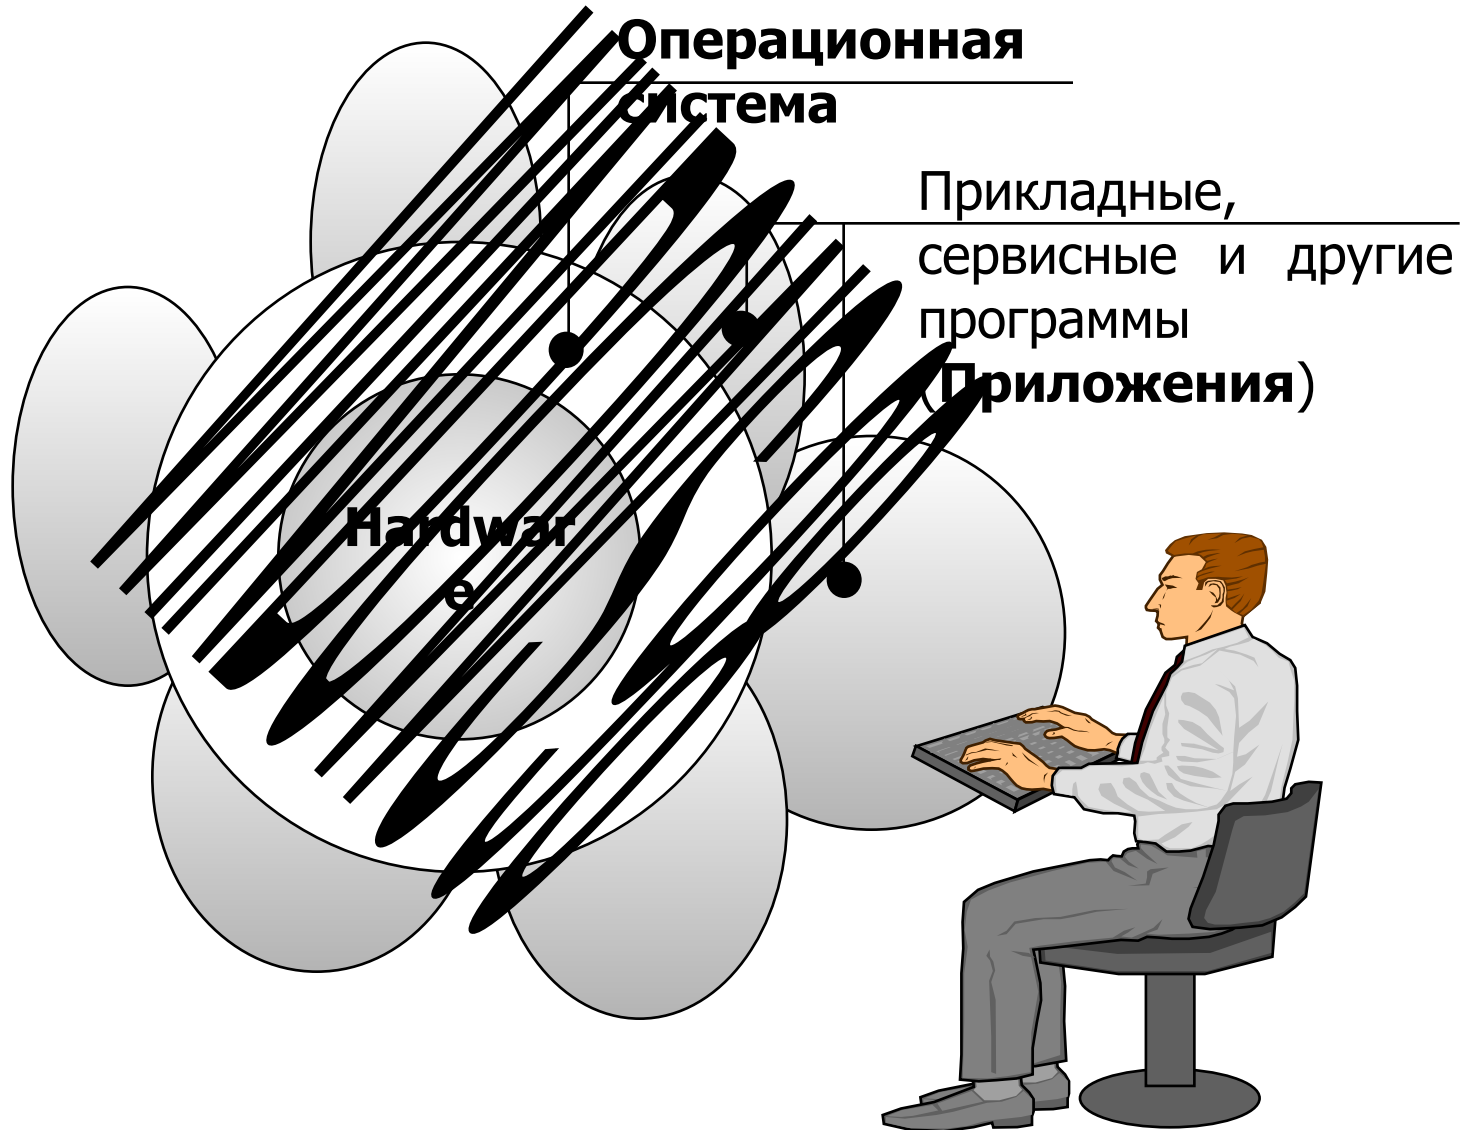 Операционная
система
Прикладные,
сервисные и другие
программы
(Приложения)
Hardwar
e